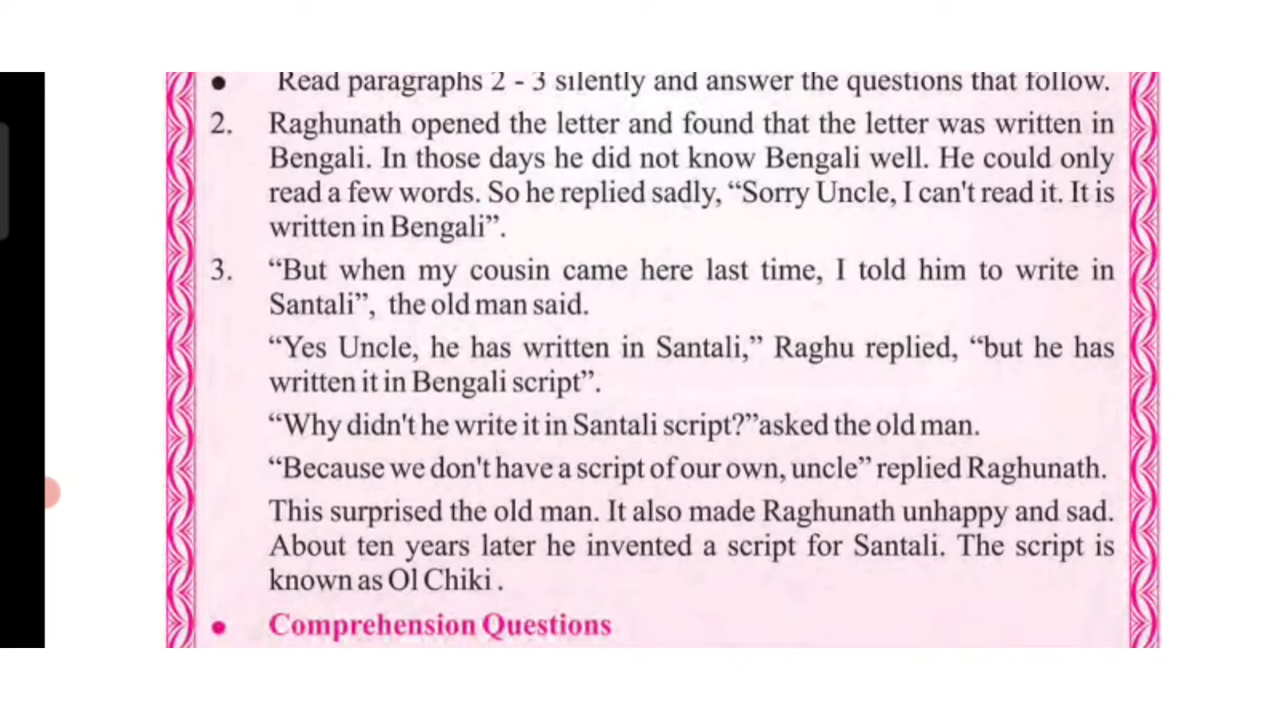 • Read paragraphs 2 - 3 silently and answer the questions that follow.
2. Raghunath opened the letter and found that the letter was written in
Bengali. In those days he did not know Bengali well. He could only
read a few words. So he replied sadly, “Sorry Uncle, I can't read it. It is
written in Bengali”.
3. “But when my cousin came here last time, I told him to write in
Santali”, the old man said.
“Yes Uncle, he has written in Santali,” Raghu replied, “but he has
written it in Bengali script”.
“Why didn't he write it in Santali script?”asked the old man.
“Because we don't have a script of our own, uncle” replied Raghunath.
This surprised the old man. It also made Raghunath unhappy and sad.
About ten years later he invented a script for Santali. The script is
known as Ol Chiki .
• Comprehension Questions